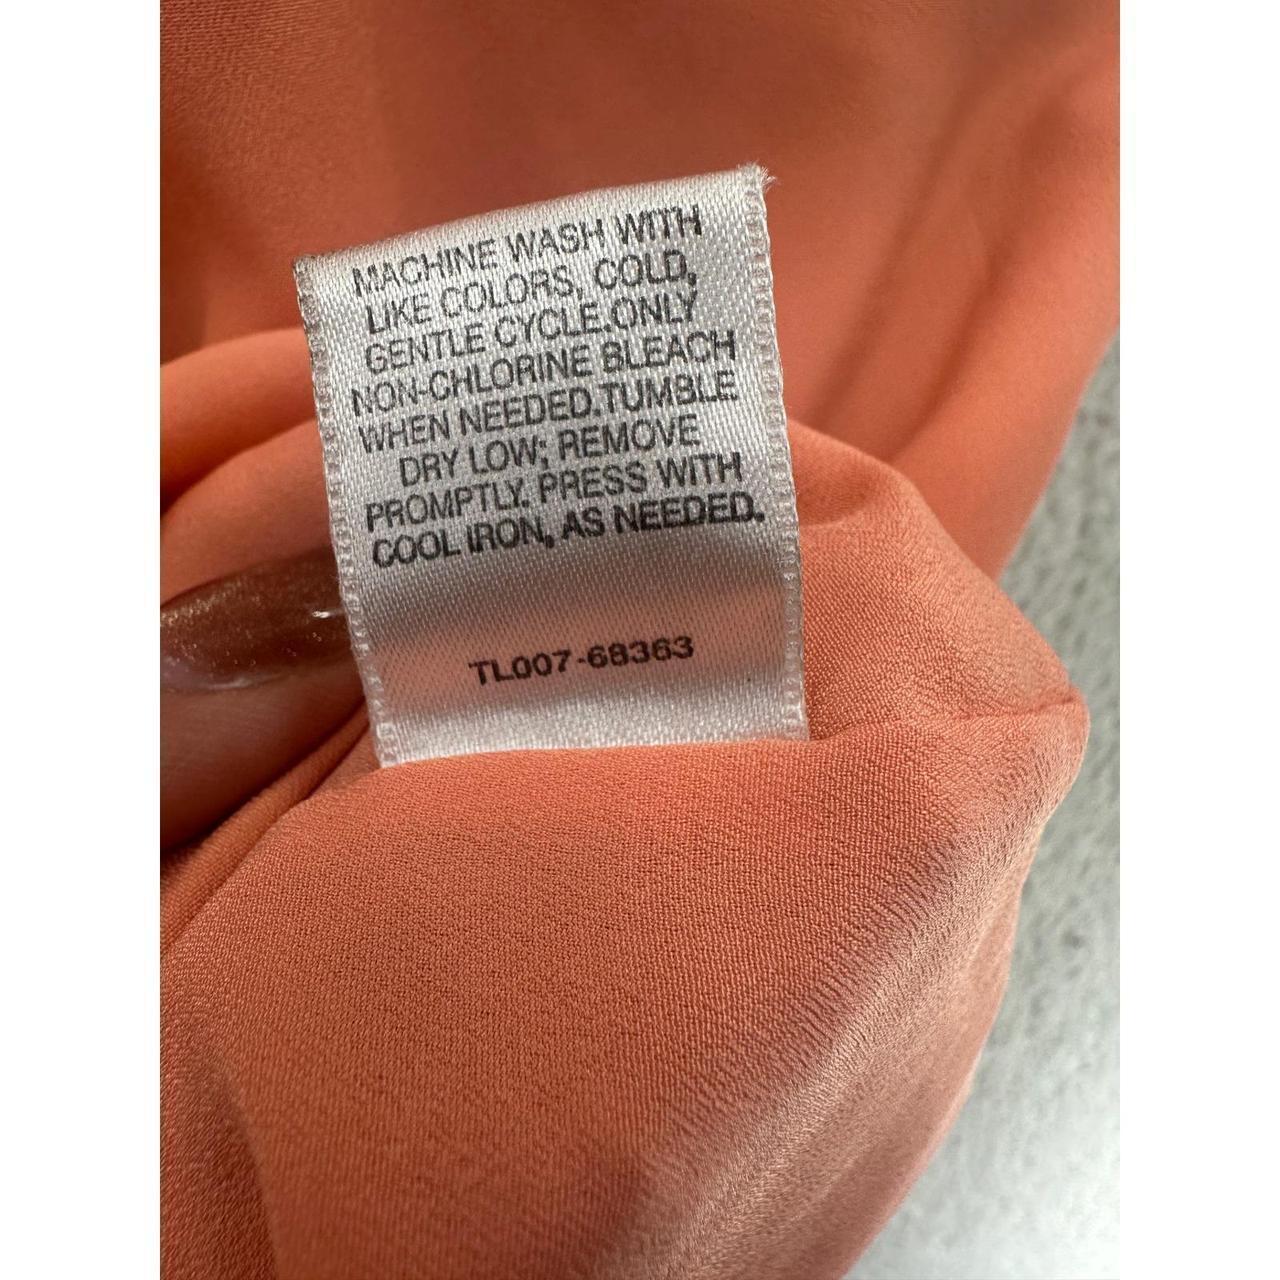 MACHINE WASH WITH
LIKE COLORS, COLD,
GENTLE CYCLE.ONLY
NON-CHLORINE BLEACH
WHEN NEEDED.TUMBLE
DRY LOW; REMOVE
PROMPTLY. PRESS WITH
COOL IRON, AS NEEDED.
TL007-68363